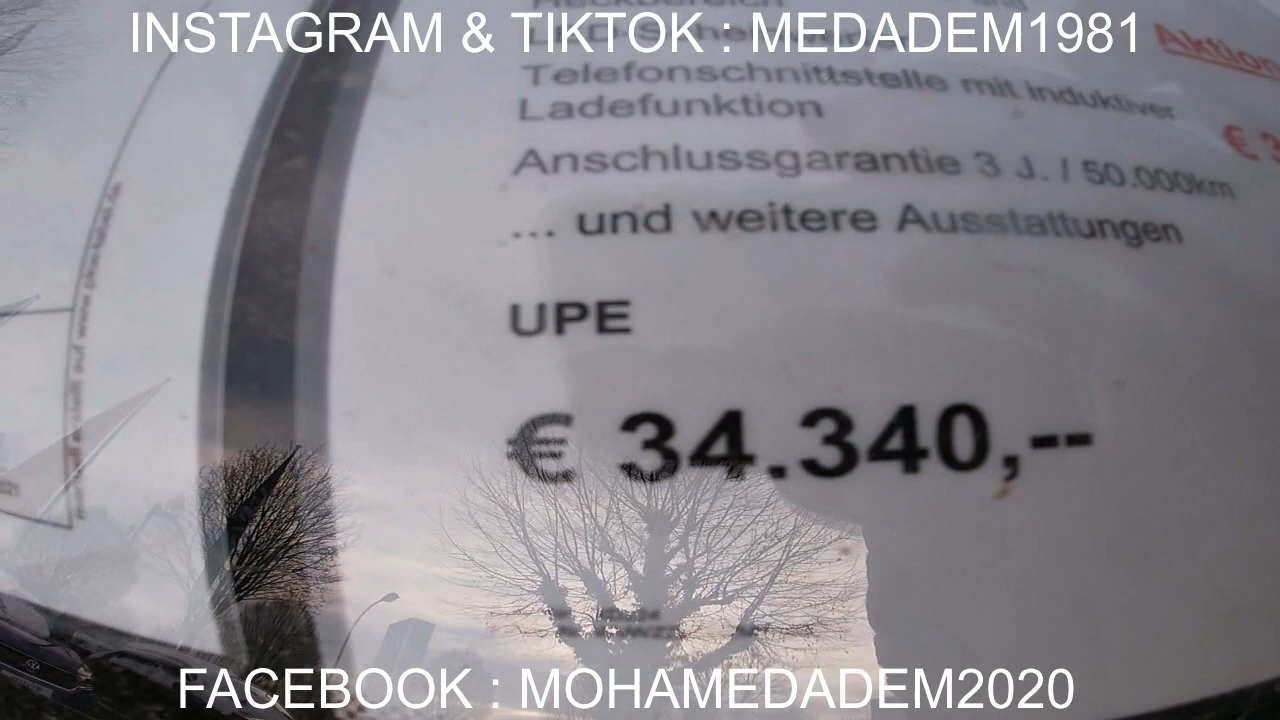 INSTAGRAM & TIKTOK : MEDADEM1981
Aktion
Telefonschnittstelle mit induktiver
Ladefunktion
Anschlussgarantie 3 J. / 50.000km
... und weitere Ausstattungen
UPE
€ 34.340,--
FACEBOOK : MOHAMEDADEM2020